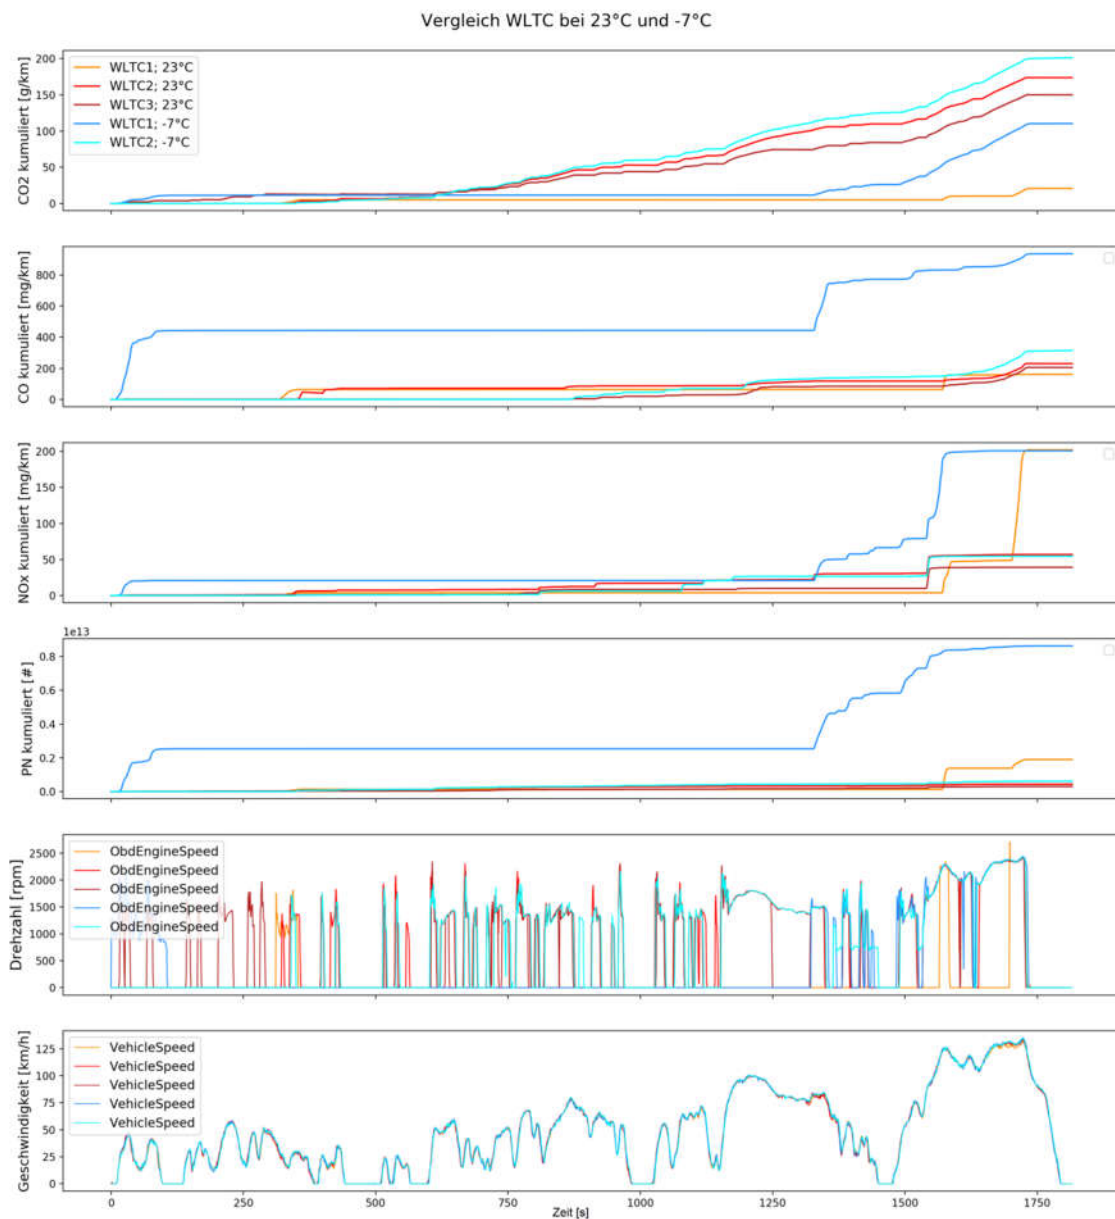 Vergleich WLTC bei 23°C und -7°C
CO2 kumuliert [g/km]
200
150
100
50
0
WLTC1; 23°C
WLTC2; 23°C
WLTC3; 23°C
WLTC1; -7°C
WLTC2; -7°C
CO kumuliert [mg/km]
800
600
400
200
0
NOx kumuliert [mg/km]
200
150
100
50
0
1e13
PN kumuliert [#]
0.8
0.6
0.4
0.2
0.0
Drehzahl [rpm]
2500
2000
1500
1000
500
0
ObdEngineSpeed
ObdEngineSpeed
ObdEngineSpeed
ObdEngineSpeed
ObdEngineSpeed
Geschwindigkeit [km/h]
125
100
75
50
25
0
VehicleSpeed
VehicleSpeed
VehicleSpeed
VehicleSpeed
VehicleSpeed
0 250 500 750 1000 1250 1500 1750
Zeit [s]